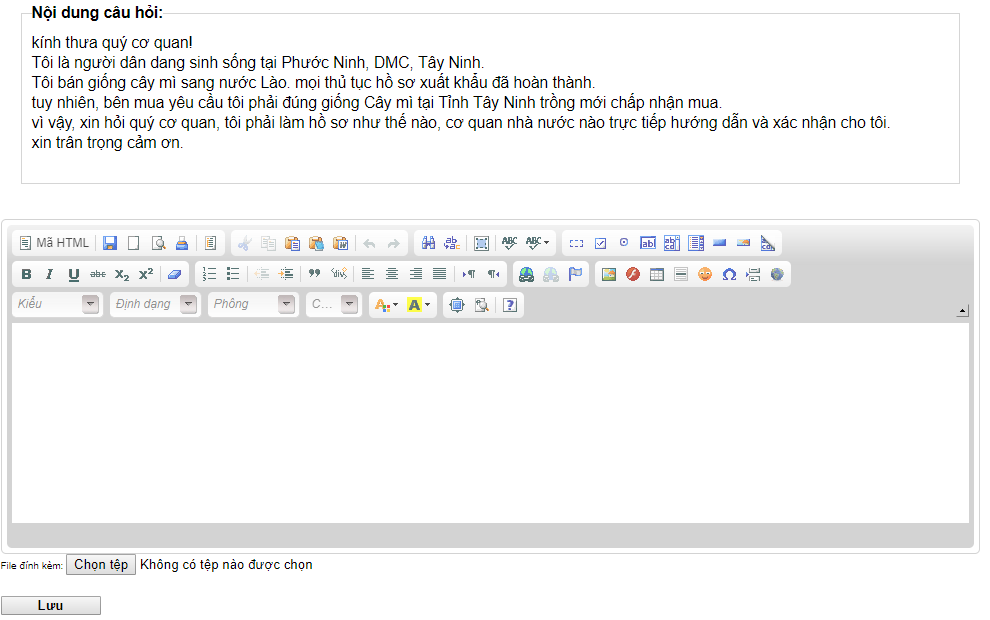 Nội dung câu hỏi:
kính thưa quý cơ quan!
Tôi là người dân dang sinh sống tại Phước Ninh, DMC, Tây Ninh.
Tôi bán giống cây mì sang nước Lào. mọi thủ tục hồ sơ xuất khẩu đã hoàn thành.
tuy nhiên, bên mua yêu cầu tôi phải đúng giống Cây mì tại Tỉnh Tây Ninh trồng mới chấp nhận mua.
vì vậy, xin hỏi quý cơ quan, tôi phải làm hồ sơ như thế nào, cơ quan nhà nước nào trực tiếp hướng dẫn và xác nhận cho tôi.
xin trân trọng cảm ơn.
Mã HTML
Kiểu Định dạng Phông C...
File đính kèm: Chọn tệp Không có tệp nào được chọn
Lưu